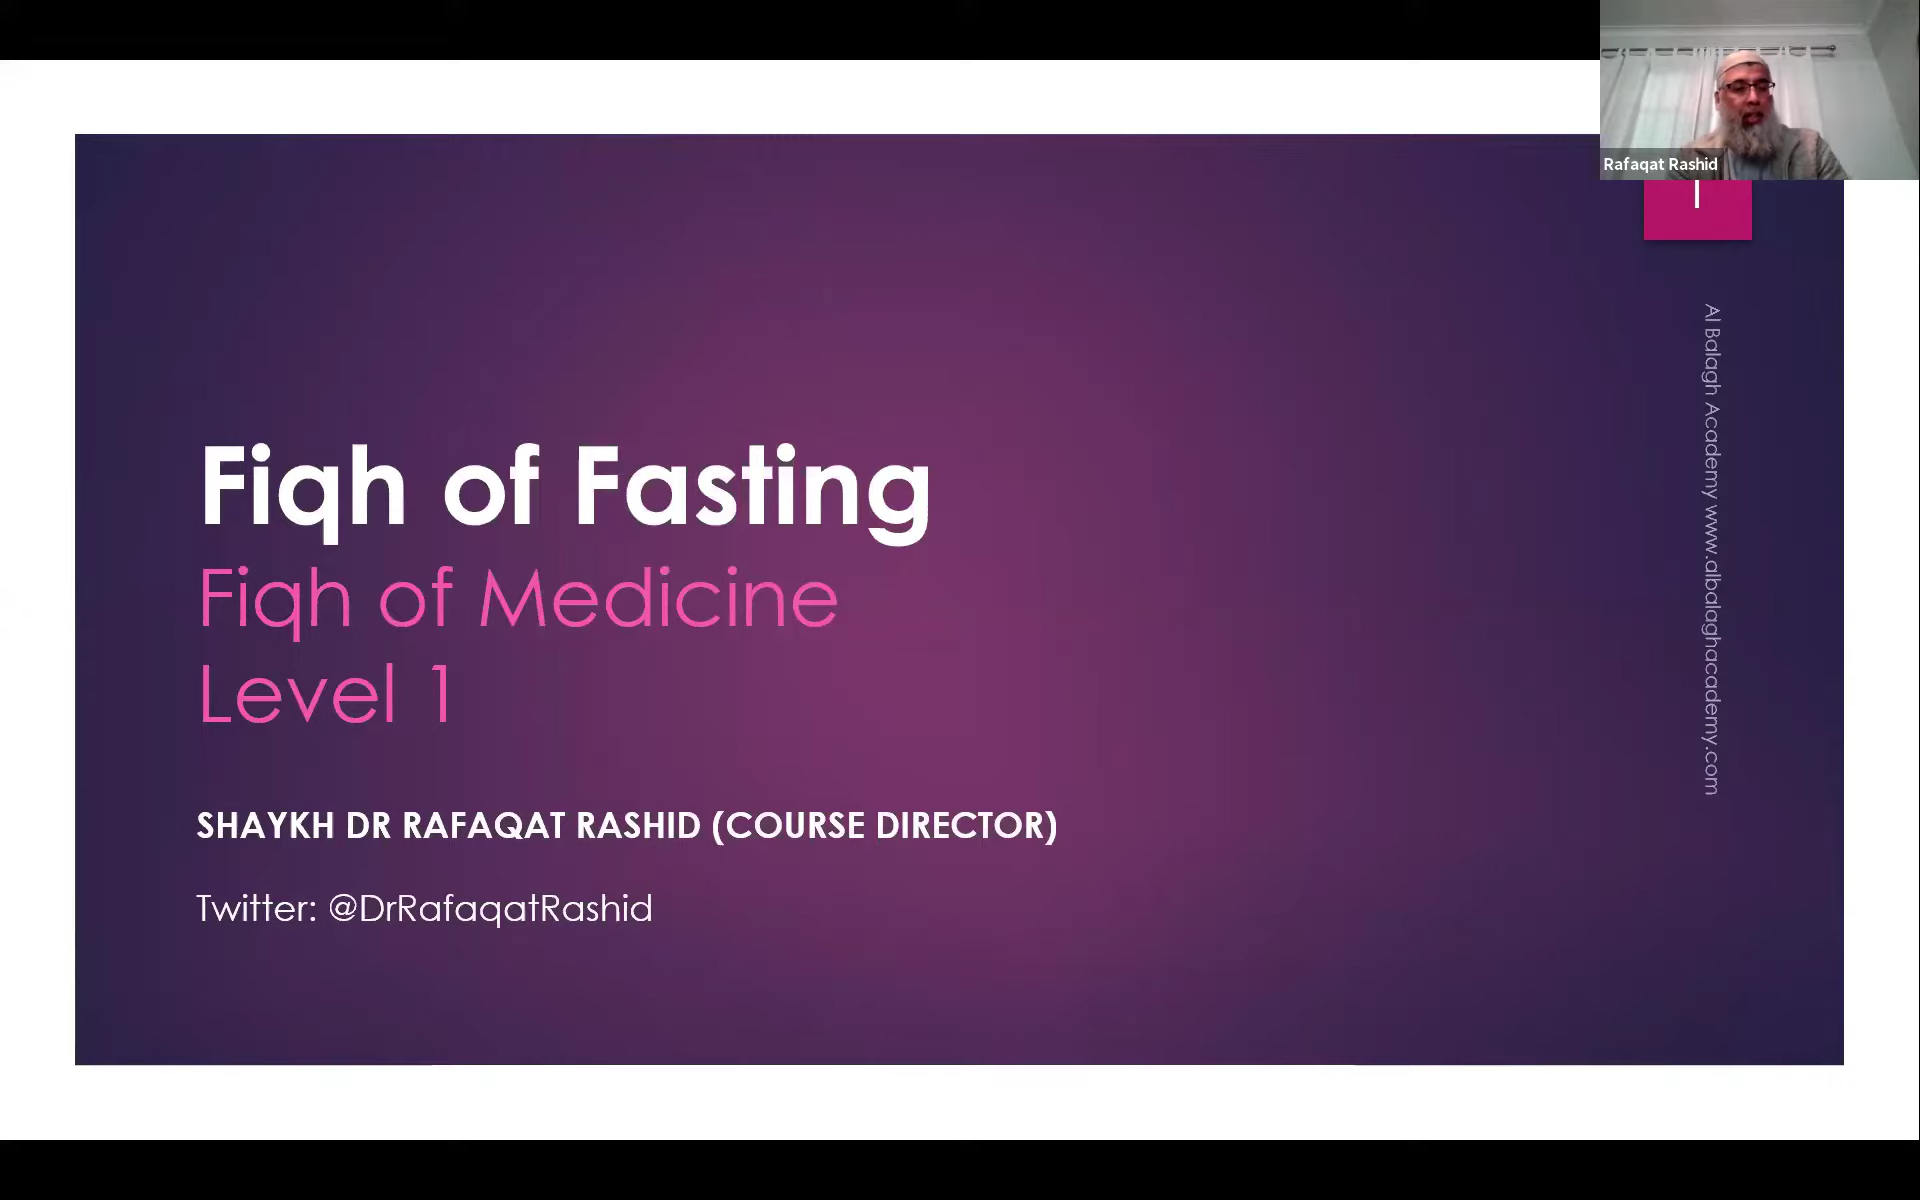 Rafaqat Rashid
1
Fiqh of Fasting
Fiqh of Medicine
Level 1
SHAYKH DR RAFAQAT RASHID (COURSE DIRECTOR)
Twitter: @DrRafaqatRashid
Al Balagh Academy www.albalaghacademy.com